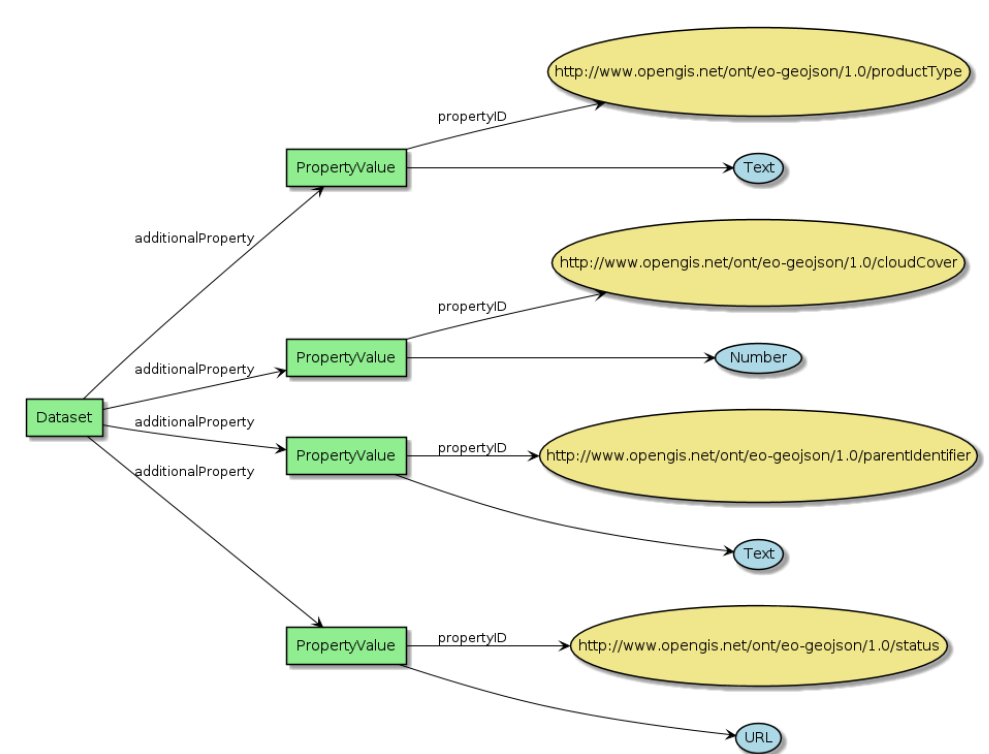 http://www.opengis.net/ont/eo-geojson/1.0/productType
propertyID
PropertyValue
Text
additionalProperty
http://www.opengis.net/ont/eo-geojson/1.0/cloudCover
propertyID
PropertyValue
Number
additionalProperty
Dataset
additionalProperty
propertyID
PropertyValue
http://www.opengis.net/ont/eo-geojson/1.0/parentIdentifier
additionalProperty
Text
propertyID
PropertyValue
http://www.opengis.net/ont/eo-geojson/1.0/status
URL